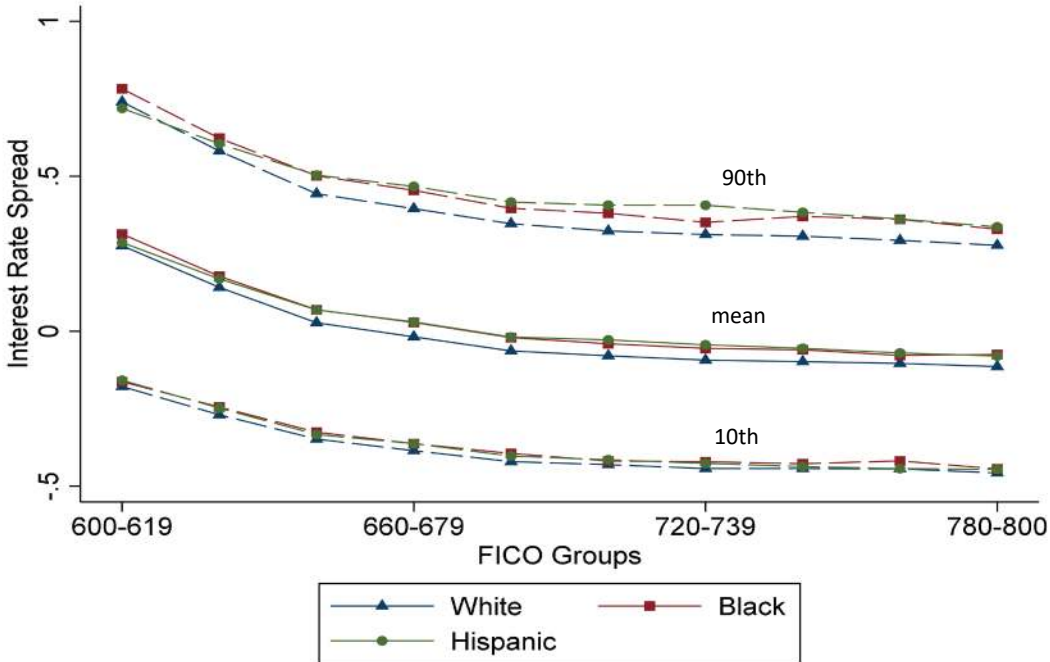 1
.5
0
-.5
Interest Rate Spread
90th
mean
10th
600-619 660-679 720-739 780-800
FICO Groups
White Black
Hispanic